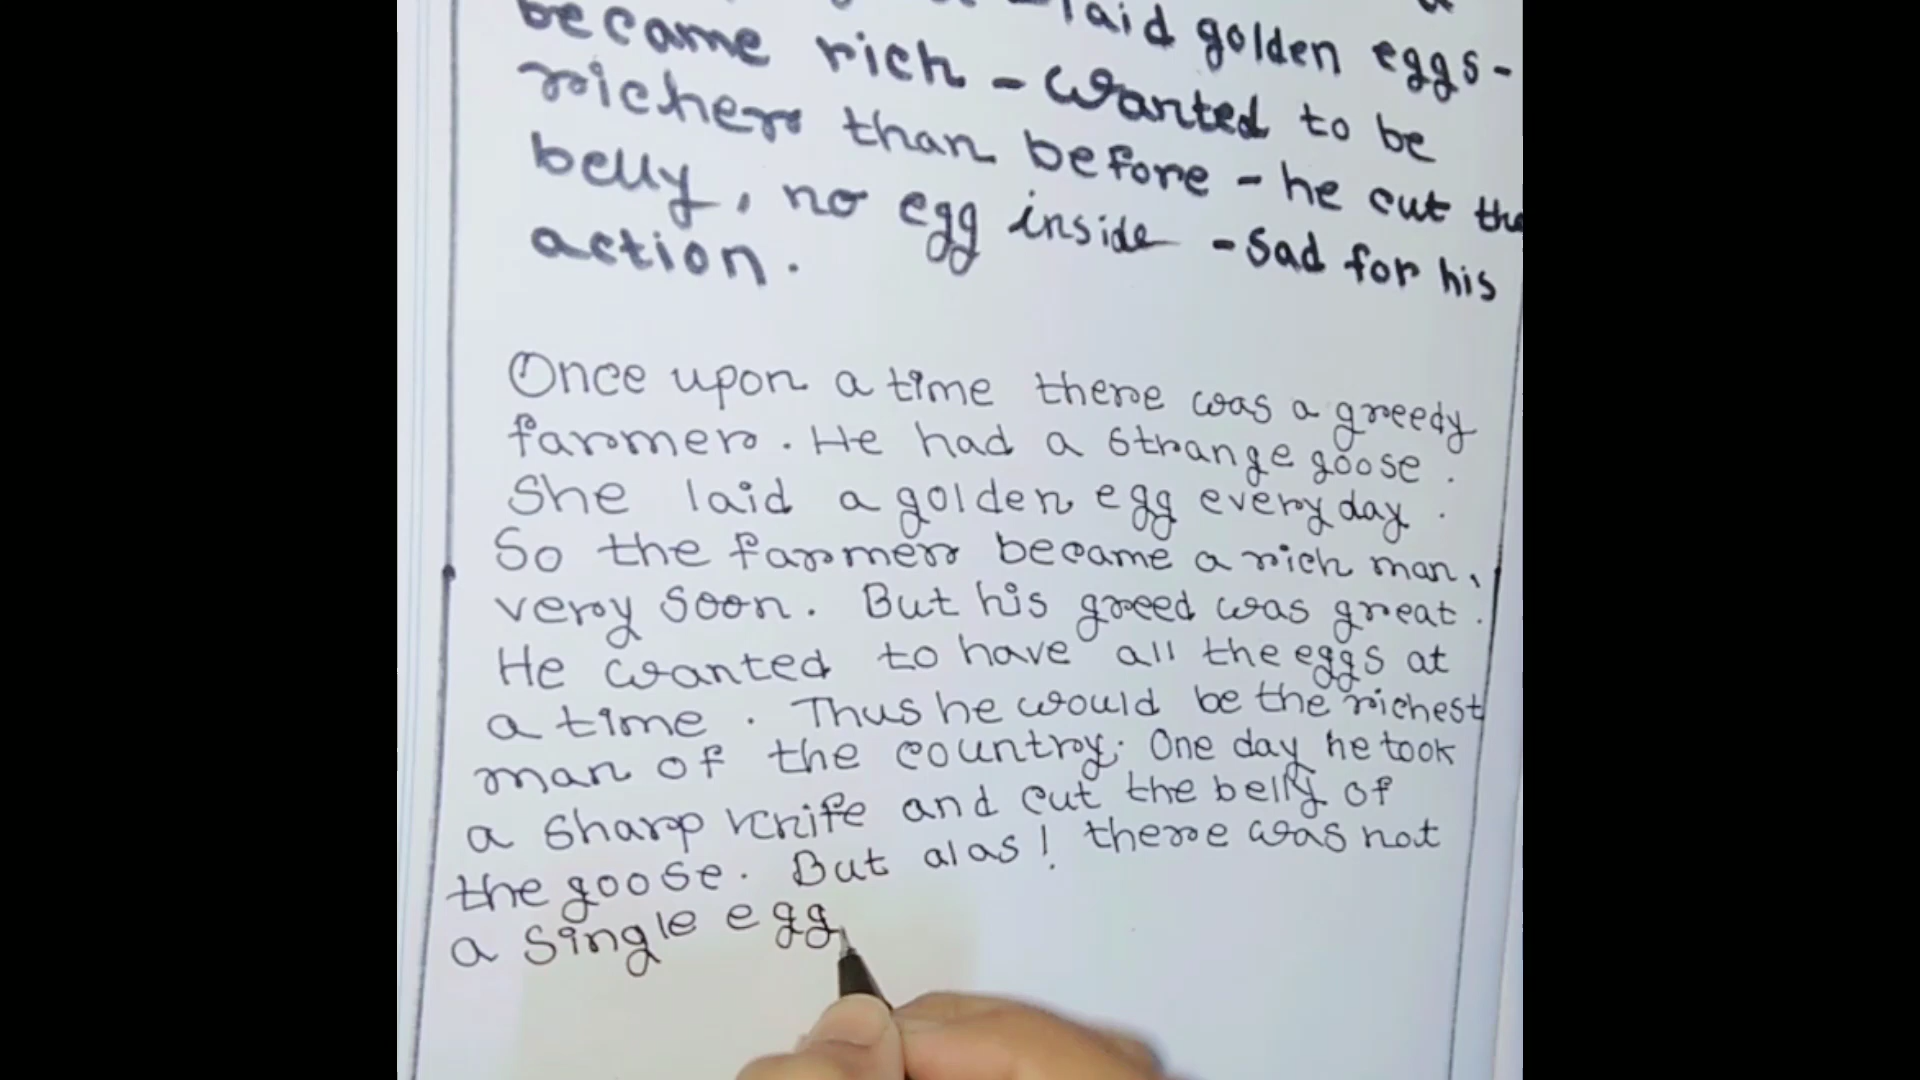 laid golden eggs-
became rich - wanted to be
richer than before - he cut the
belly, no egg inside - sad for his
action.
Once upon a time there was a greedy
farmer. He had a strange goose.
She laid a golden egg every day.
So the farmer became a rich man,
very soon. But his greed was great.
He wanted to have all the eggs at
a time. Thus he would be the richest
man of the country. One day he took
a sharp knife and cut the belly of
the goose. But alas! there was not
a single egg